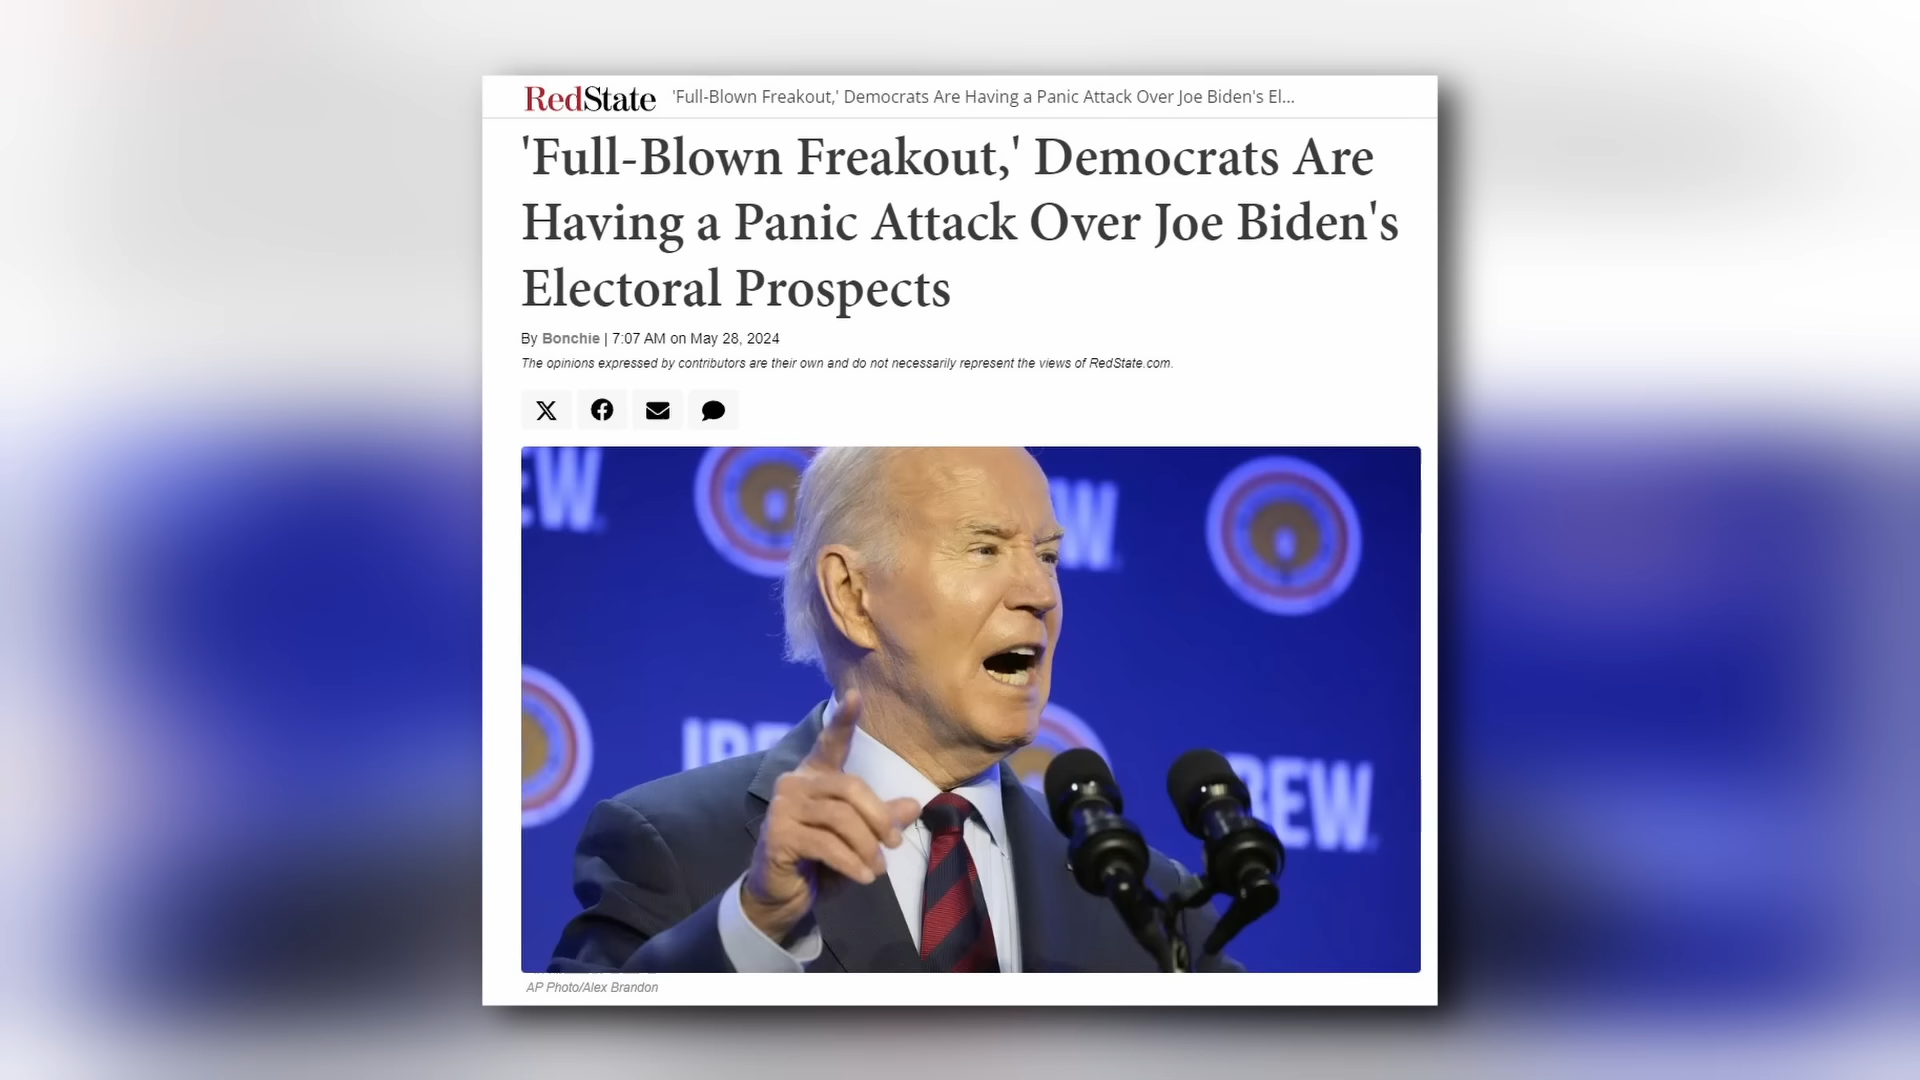 RedState 'Full-Blown Freakout,' Democrats Are Having a Panic Attack Over Joe Biden's El...
'Full-Blown Freakout,' Democrats Are
Having a Panic Attack Over Joe Biden's
Electoral Prospects
By Bonchie | 7:07 AM on May 28, 2024
The opinions expressed by contributors are their own and do not necessarily represent the views of RedState.com.
EW
W
IBE
BEW
AP Photo/Alex Brandon